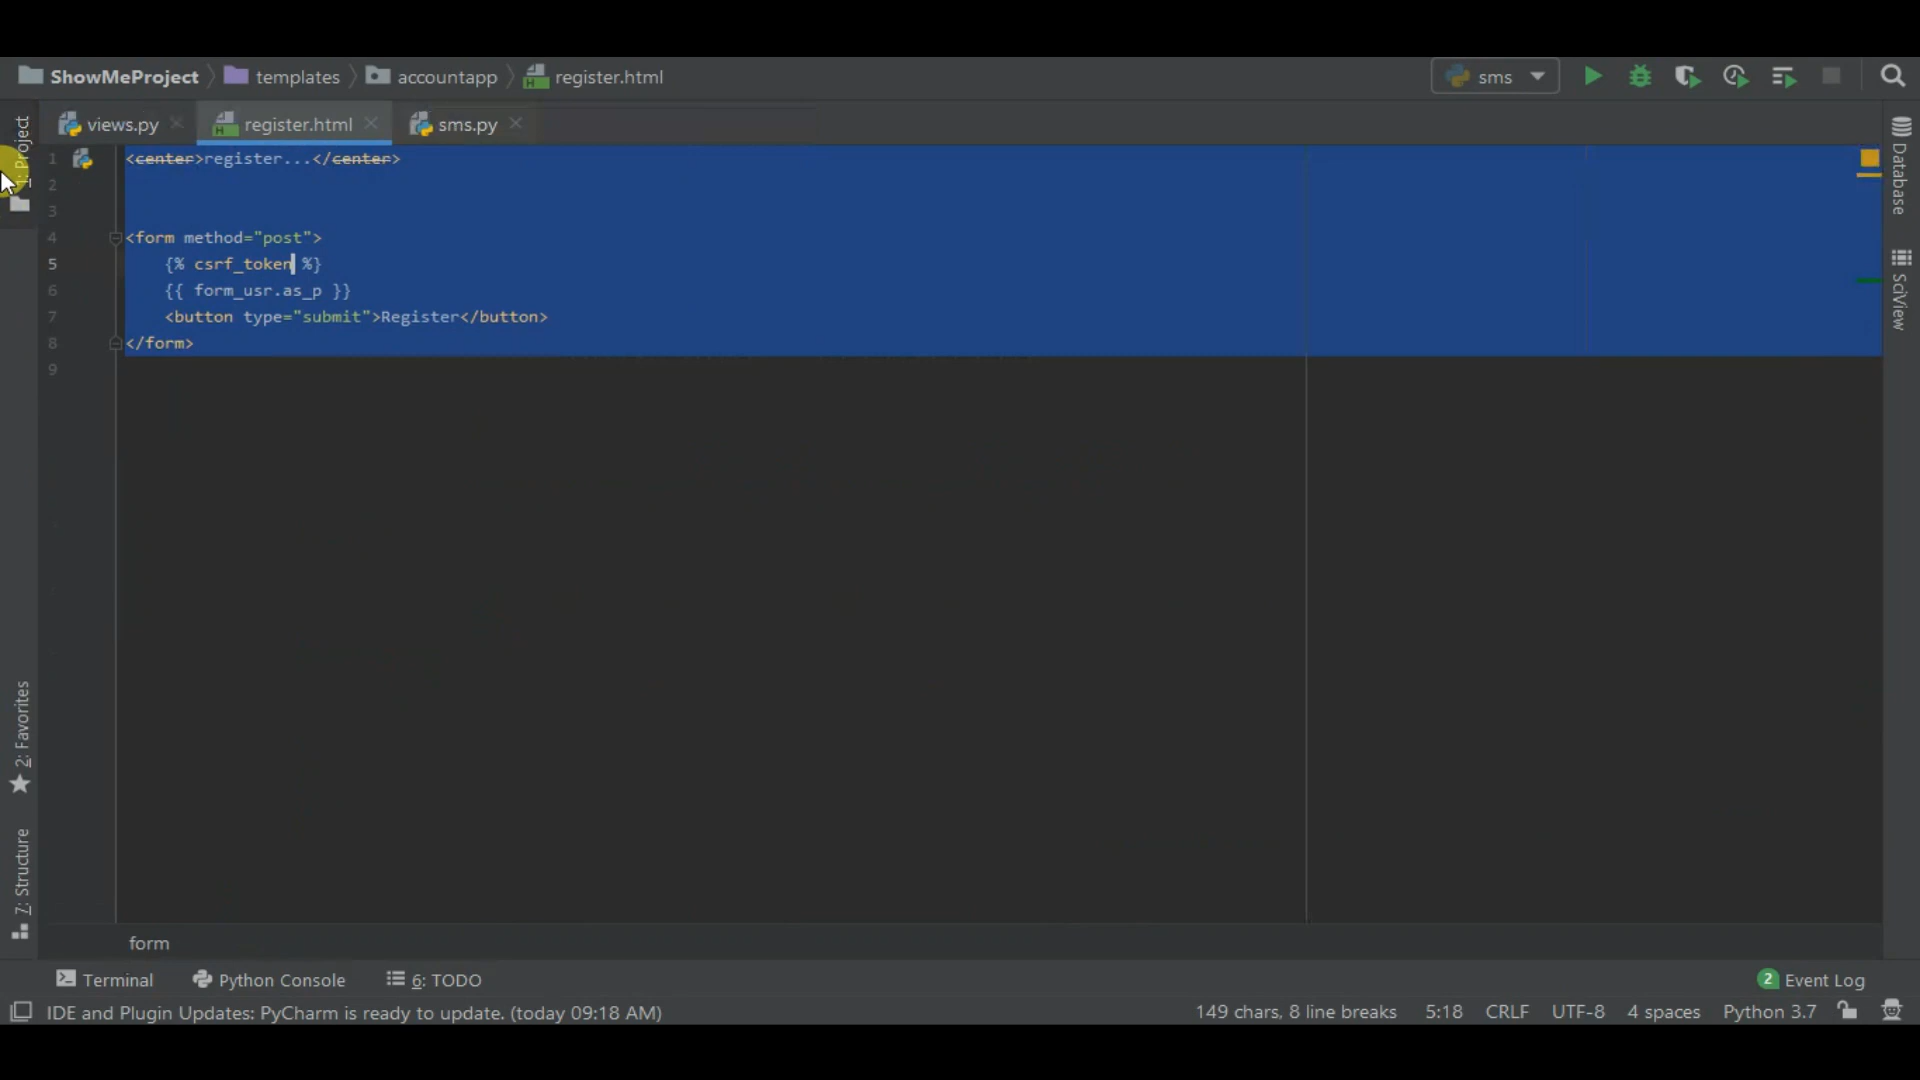 ShowMeProject templates accountapp register.html sms
views.py register.html sms.py
1: Project
Database
SciView
1 <center>register...</center>
2
3
4 <form method="post">
5 {% csrf_token %}
6 {{ form_usr.as_p }}
7 <button type="submit">Register</button>
8 </form>
9
2: Favorites
7: Structure
form
Terminal Python Console 6: TODO 2 Event Log
IDE and Plugin Updates: PyCharm is ready to update. (today 09:18 AM) 149 chars, 8 line breaks 5:18 CRLF UTF-8 4 spaces Python 3.7